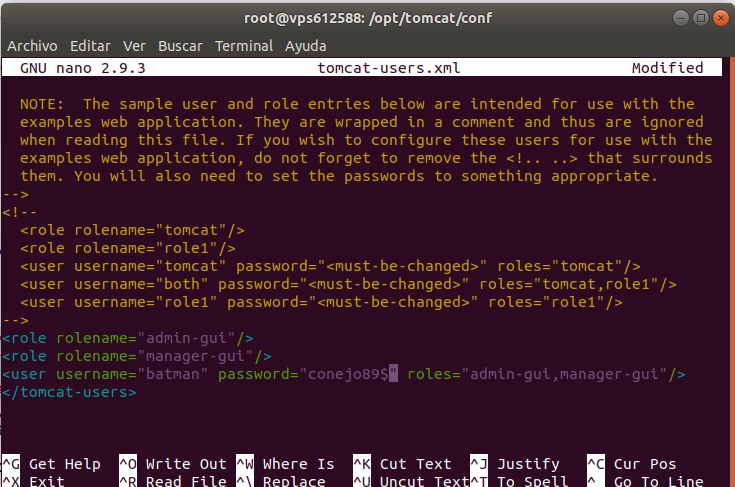 root@vps612588: /opt/tomcat/conf
Archivo Editar Ver Buscar Terminal Ayuda
GNU nano 2.9.3 tomcat-users.xml Modified
NOTE:  The sample user and role entries below are intended for use with the
examples web application. They are wrapped in a comment and thus are ignored
when reading this file. If you wish to configure these users for use with the
examples web application, do not forget to remove the <!.. ..> that surrounds
them. You will also need to set the passwords to something appropriate.
-->
<!--
<role rolename="tomcat"/>
<role rolename="role1"/>
<user username="tomcat" password="<must-be-changed>" roles="tomcat"/>
<user username="both" password="<must-be-changed>" roles="tomcat,role1"/>
<user username="role1" password="<must-be-changed>" roles="role1"/>
-->
<role rolename="admin-gui"/>
<role rolename="manager-gui"/>
<user username="batman" password="conejo89$" roles="admin-gui,manager-gui"/>
</tomcat-users>
^G Get Help ^O Write Out ^W Where Is ^K Cut Text ^J Justify ^C Cur Pos
^X Exit ^R Read File ^\ Replace ^U Uncut Text ^T To Spell ^_ Go To Line